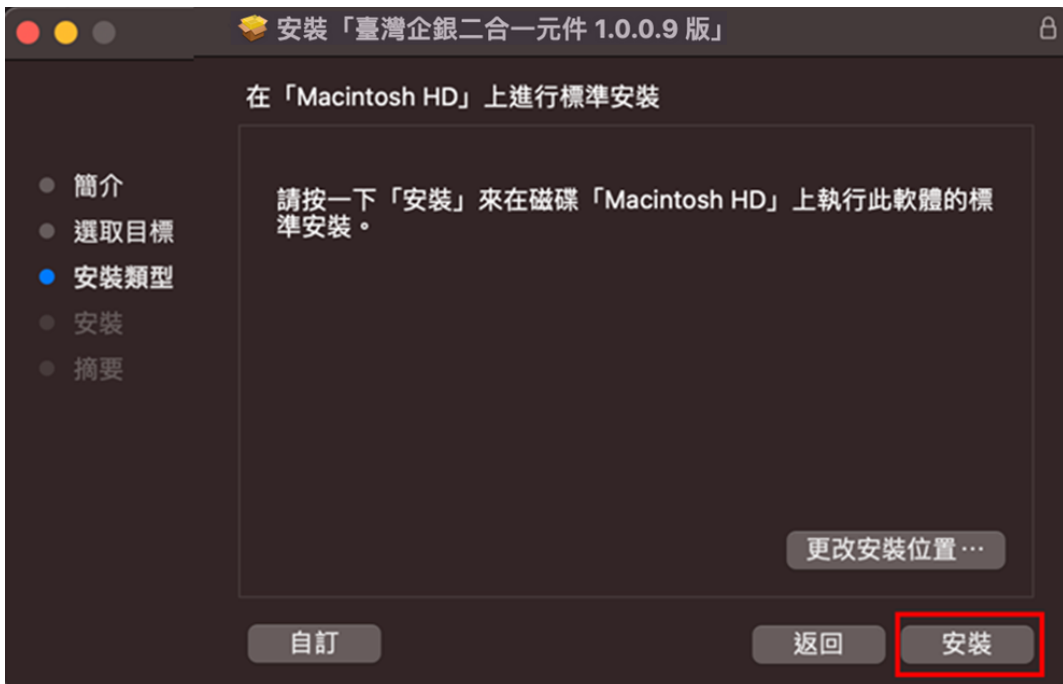 安裝「臺灣企銀二合一元件 1.0.0.9 版」
在「Macintosh HD」上進行標準安裝
簡介
選取目標
安裝類型
安裝
摘要
請按一下「安裝」來在磁碟「Macintosh HD」上執行此軟體的標
準安裝。
更改安裝位置…
自訂
返回
安裝